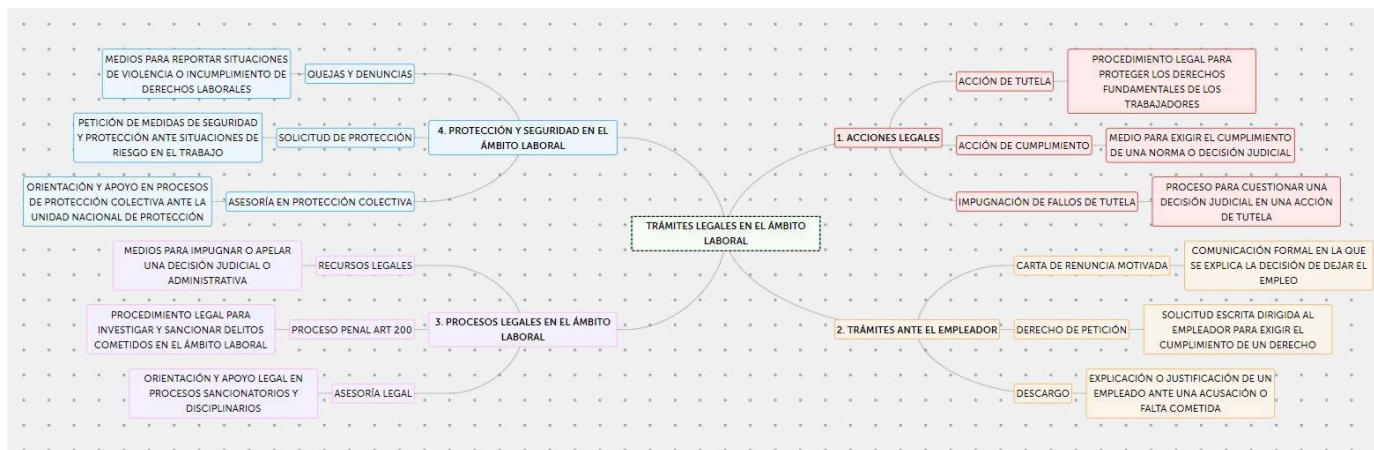 TRÁMITES LEGALES EN EL ÁMBITO
LABORAL
1. ACCIONES LEGALES
ACCIÓN DE TUTELA
PROCEDIMIENTO LEGAL PARA
PROTEGER LOS DERECHOS
FUNDAMENTALES DE LOS
TRABAJADORES
ACCIÓN DE CUMPLIMIENTO
MEDIO PARA EXIGIR EL CUMPLIMIENTO
DE UNA NORMA O DECISIÓN JUDICIAL
IMPUGNACIÓN DE FALLOS DE TUTELA
PROCESO PARA CUESTIONAR UNA
DECISIÓN JUDICIAL EN UNA ACCIÓN
DE TUTELA
2. TRÁMITES ANTE EL EMPLEADOR
CARTA DE RENUNCIA MOTIVADA
COMUNICACIÓN FORMAL EN LA QUE
SE EXPLICA LA DECISIÓN DE DEJAR EL
EMPLEO
DERECHO DE PETICIÓN
SOLICITUD ESCRITA DIRIGIDA AL
EMPLEADOR PARA EXIGIR EL
CUMPLIMIENTO DE UN DERECHO
DESCARGO
EXPLICACIÓN O JUSTIFICACIÓN DE UN
EMPLEADO ANTE UNA ACUSACIÓN O
FALTA COMETIDA
3. PROCESOS LEGALES EN EL ÁMBITO
LABORAL
RECURSOS LEGALES
MEDIOS PARA IMPUGNAR O APELAR
UNA DECISIÓN JUDICIAL O
ADMINISTRATIVA
PROCESO PENAL ART 200
PROCEDIMIENTO LEGAL PARA
INVESTIGAR Y SANCIONAR DELITOS
COMETIDOS EN EL ÁMBITO LABORAL
ASESORÍA LEGAL
ORIENTACIÓN Y APOYO LEGAL EN
PROCESOS SANCIONATORIOS Y
DISCIPLINARIOS
4. PROTECCIÓN Y SEGURIDAD EN EL
ÁMBITO LABORAL
QUEJAS Y DENUNCIAS
MEDIOS PARA REPORTAR SITUACIONES
DE VIOLENCIA O INCUMPLIMIENTO DE
DERECHOS LABORALES
SOLICITUD DE PROTECCIÓN
PETICIÓN DE MEDIDAS DE SEGURIDAD
Y PROTECCIÓN ANTE SITUACIONES DE
RIESGO EN EL TRABAJO
ASESORÍA EN PROTECCIÓN COLECTIVA
ORIENTACIÓN Y APOYO EN PROCESOS
DE PROTECCIÓN COLECTIVA ANTE LA
UNIDAD NACIONAL DE PROTECCIÓN